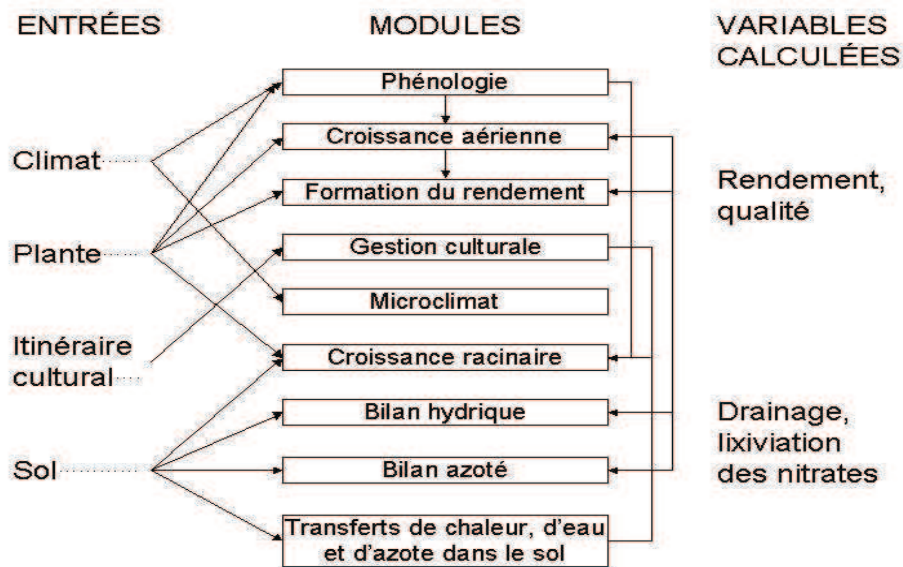 ENTRÉES
MODULES
VARIABLES
CALCULÉES
Climat
Plante
Itinéraire
cultural
Sol
Phénologie
Croissance aérienne
Formation du rendement
Gestion culturale
Microclimat
Croissance racinaire
Bilan hydrique
Bilan azoté
Transferts de chaleur, d'eau
et d'azote dans le sol
Rendement,
qualité
Drainage,
lixiviation
des nitrates